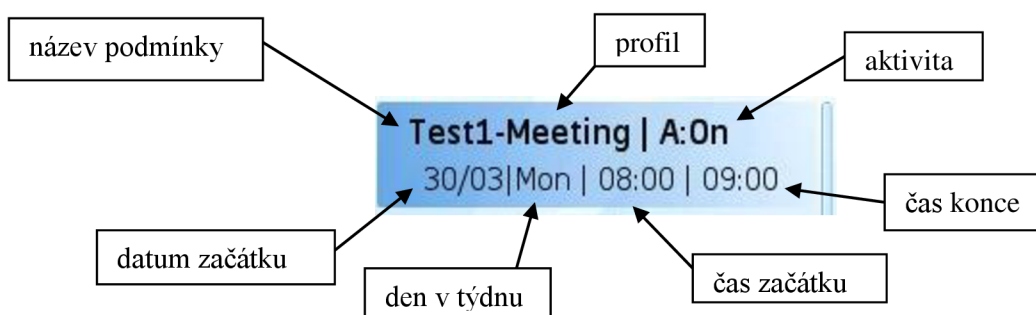 profil
název podmínky
aktivita
Test1-Meeting | A:On
30/03|Mon | 08:00 | 09:00
čas konce
datum začátku
čas začátku
den v týdnu